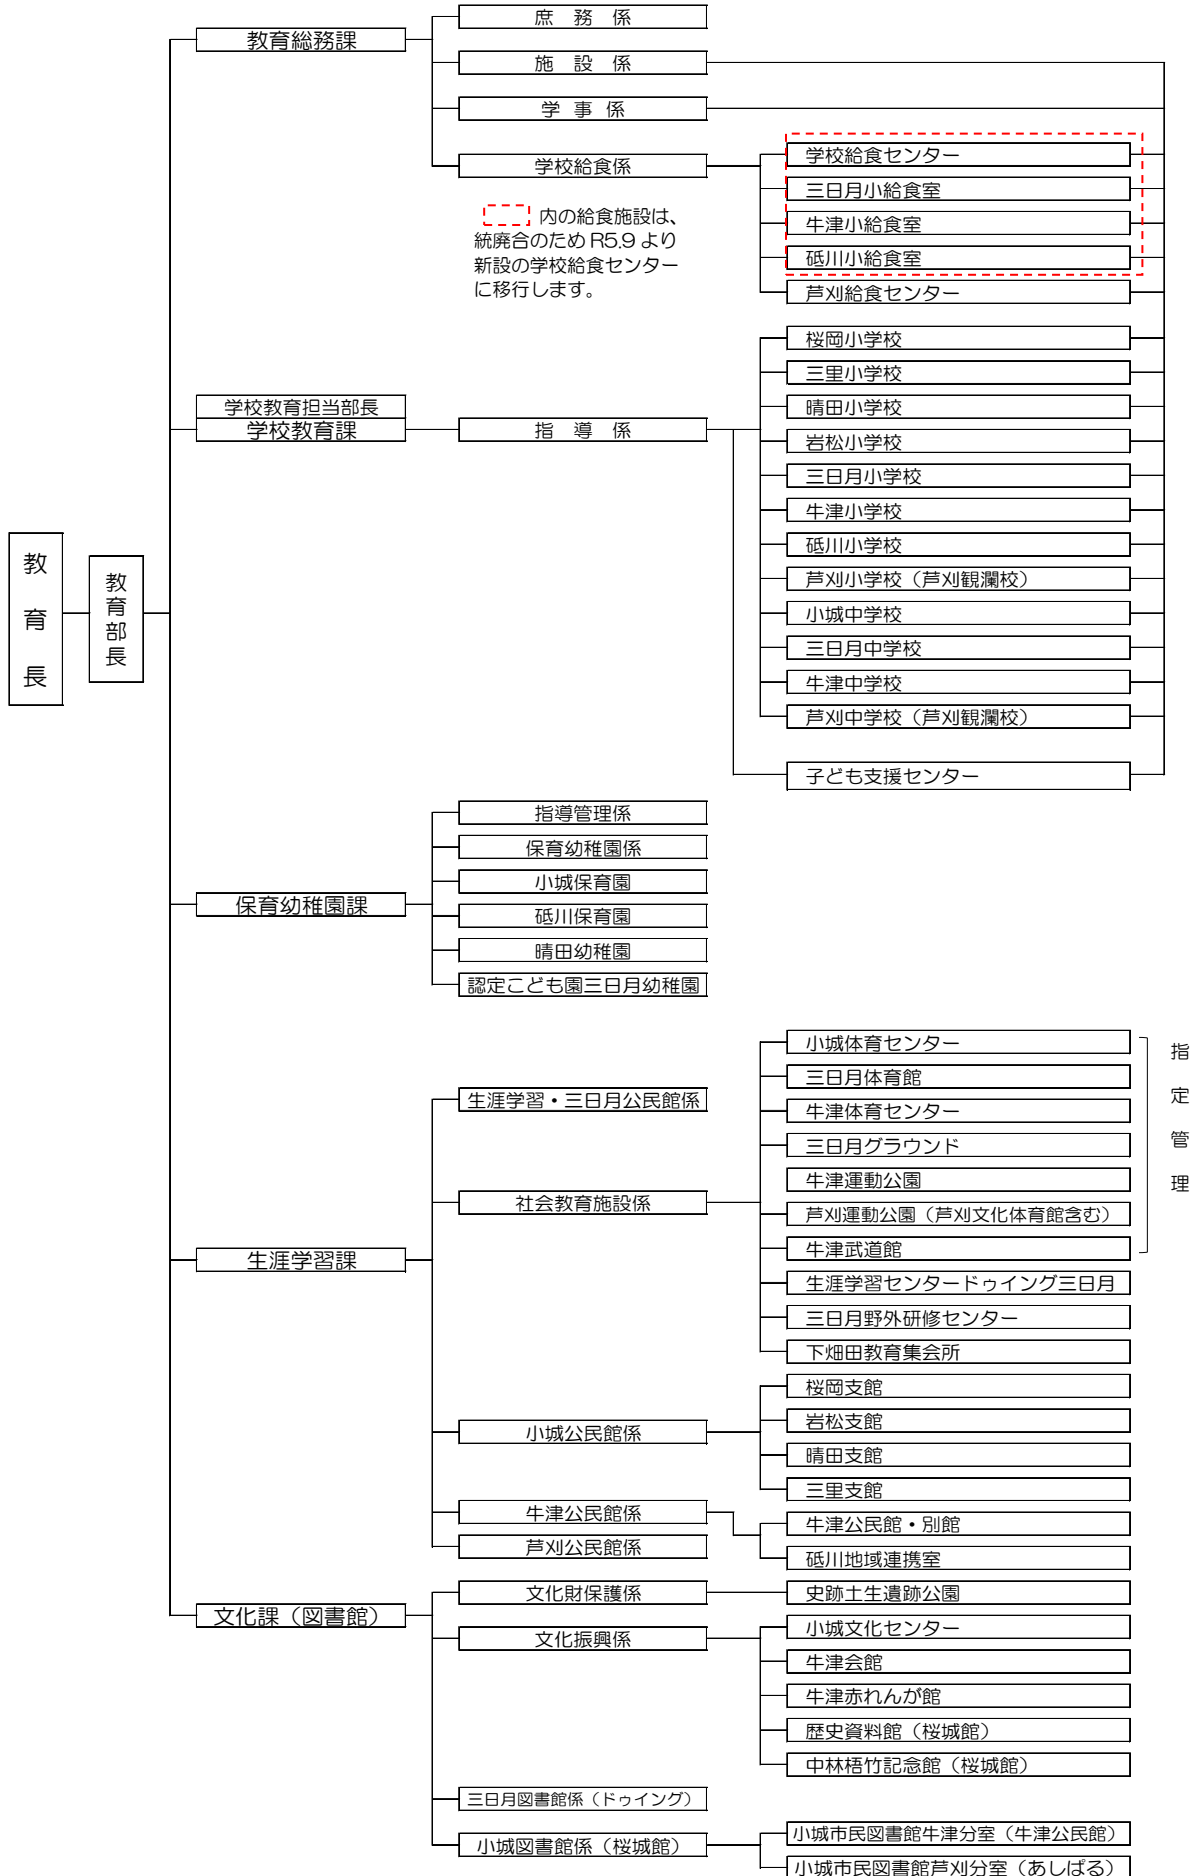 教育長
教育部長
教育総務課
庶務係
施設係
学事係
学校給食係
学校給食センター
三日月小給食室
牛津小給食室
砥川小給食室
芦刈給食センター
内の給食施設は、
統廃合のため R5.9 より
新設の学校給食センター
に移行します。
学校教育担当部長
学校教育課
指導係
桜岡小学校
三里小学校
晴田小学校
岩松小学校
三日月小学校
牛津小学校
砥川小学校
芦刈小学校（芦刈観瀾校）
小城中学校
三日月中学校
牛津中学校
芦刈中学校（芦刈観瀾校）
子ども支援センター
保育幼稚園課
指導管理係
保育幼稚園係
小城保育園
砥川保育園
晴田幼稚園
認定こども園三日月幼稚園
生涯学習課
生涯学習・三日月公民館係
社会教育施設係
小城体育センター
三日月体育館
牛津体育センター
三日月グラウンド
牛津運動公園
芦刈運動公園（芦刈文化体育館含む）
牛津武道館
指定管理
生涯学習センタードゥイング三日月
三日月野外研修センター
下畑田教育集会所
小城公民館係
桜岡支館
岩松支館
晴田支館
三里支館
牛津公民館係
芦刈公民館係
牛津公民館・別館
砥川地域連携室
文化課（図書館）
文化財保護係
史跡土生遺跡公園
文化振興係
小城文化センター
牛津会館
牛津赤れんが館
歴史資料館（桜城館）
中林梧竹記念館（桜城館）
三日月図書館係（ドゥイング）
小城図書館係（桜城館）
小城市民図書館牛津分室（牛津公民館）
小城市民図書館芦刈分室（あしぱる）